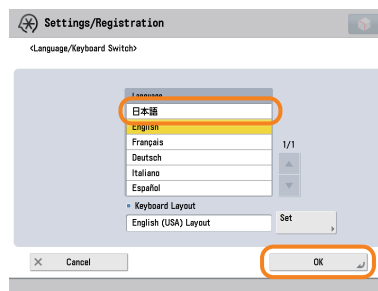 Settings/Registration
<Language/Keyboard Switch>
Language
日本語
English
Français
Deutsch
Italiano
Español
1/1
Keyboard Layout
English (USA) Layout
Set
Cancel
OK